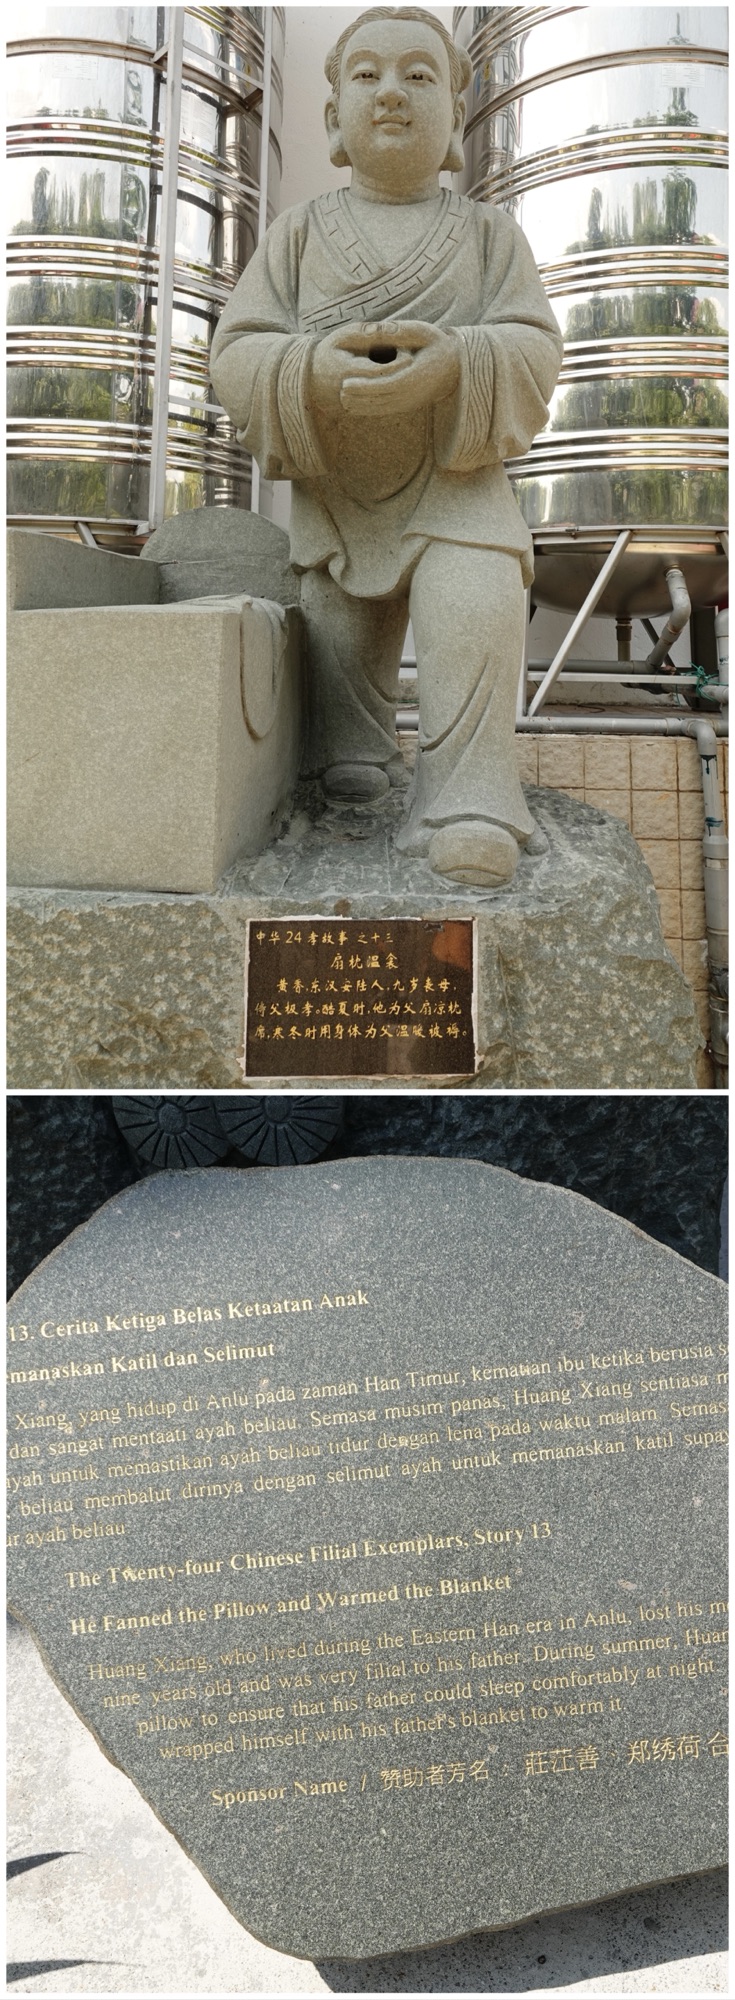 中华24孝故事 之十三
扇枕温衾
黄香,东汉安陆人,九岁丧母,
侍父极孝。酷夏时,他为父扇凉枕
席,寒冬时用身体为父温暖被褥。
13. Cerita Ketiga Belas Ketaatan Anak
emanaskan Katil dan Selimut
Xiang, yang hidup di Anlu pada zaman Han Timur, kematian ibu ketika berusia
dan sangat mentaati ayah beliau. Semasa musim panas, Huang Xiang sentiasa
ayah untuk memastikan ayah beliau tidur dengan lena pada waktu malam. Semas
, beliau membalut dirinya dengan selimut ayah untuk memanaskan katil supay
ur ayah beliau
The Twenty-four Chinese Filial Exemplars, Story 13
He Fanned the Pillow and Warmed the Blanket
Huang Xiang, who lived during the Eastern Han era in Anlu, lost his m
nine years old and was very filial to his father. During summer, Huan
pillow to ensure that his father could sleep comfortably at night.
wrapped himself with his father's blanket to warm it
Sponsor Name / 赞助者芳名: 莊莊善、郑绣荷 合